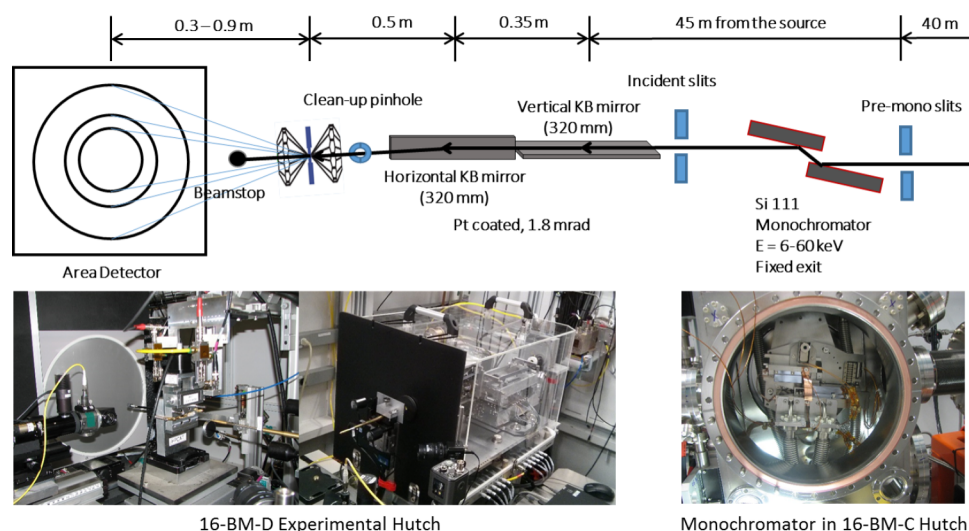 0.3 – 0.9 m
0.5 m
0.35 m
45 m from the source
40 m
Incident slits
Clean-up pinhole
Vertical KB mirror
(320 mm)
Pre-mono slits
Beamstop
Horizontal KB mirror
(320 mm)
Pt coated, 1.8 mrad
Si 111
Monochromator
E = 6-60 keV
Fixed exit
Area Detector
16-BM-D Experimental Hutch
Monochromator in 16-BM-C Hutch